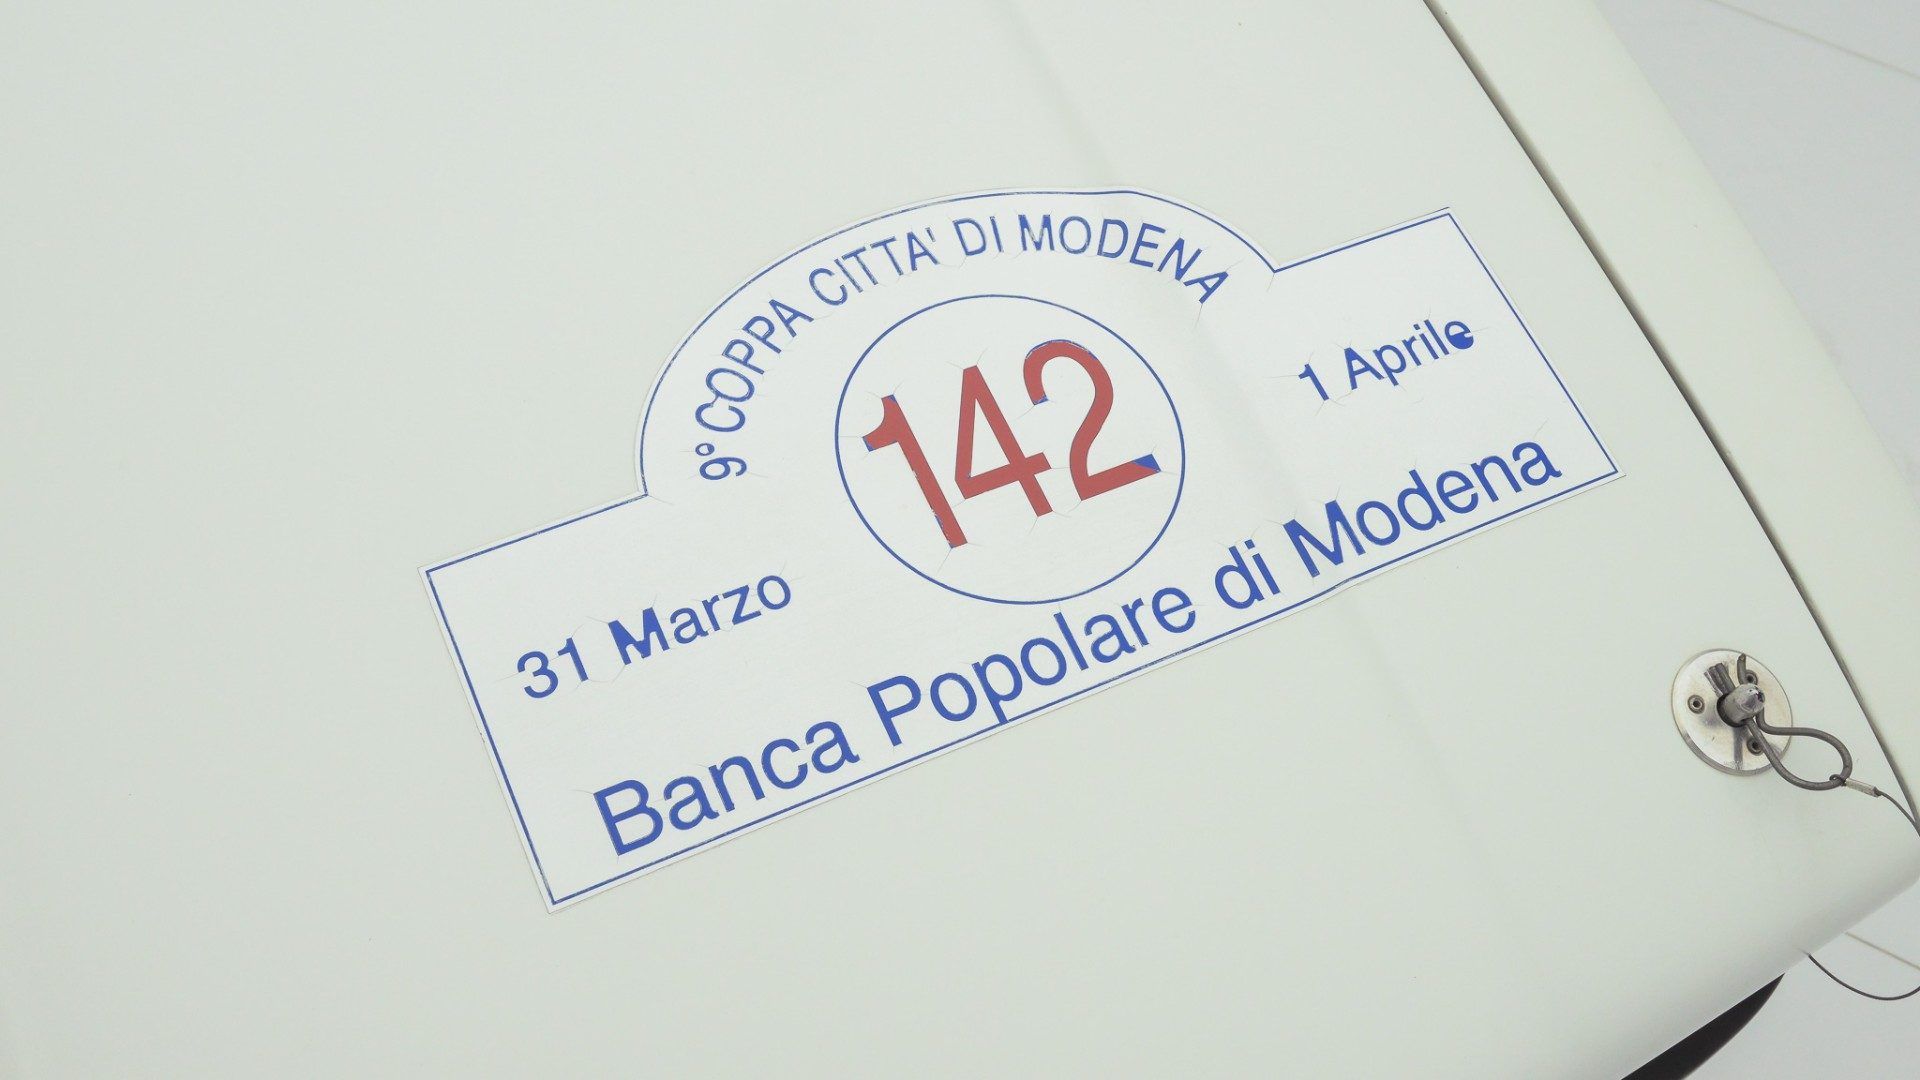 9° COPPA CITTA' DI MODENA
142
31 Marzo
1 Aprile
Banca Popolare di Modena